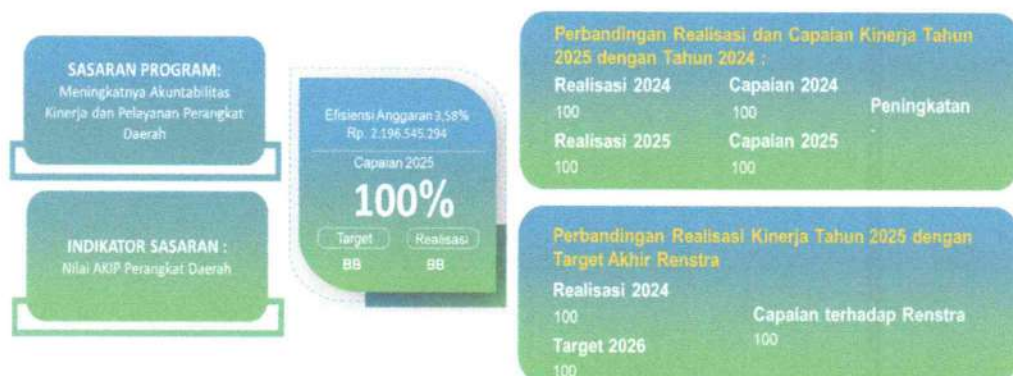 SASARAN PROGRAM:
Meningkatnya Akuntabilitas
Kinerja dan Pelayanan Perangkat
Daerah
INDIKATOR SASARAN :
Nilai AKIP Perangkat Daerah
Efisiensi Anggaran 3,58%
Rp. 2.196.545.294
Capaian 2025
100%
Target Realisasi
BB BB
Perbandingan Realisasi dan Capaian Kinerja Tahun
2025 dengan Tahun 2024 :
Realisasi 2024 Capaian 2024
100 100
Peningkatan
-
Realisasi 2025 Capaian 2025
100 100
Perbandingan Realisasi Kinerja Tahun 2025 dengan
Target Akhir Renstra
Realisasi 2024
100
Capaian terhadap Renstra
100
Target 2026
100